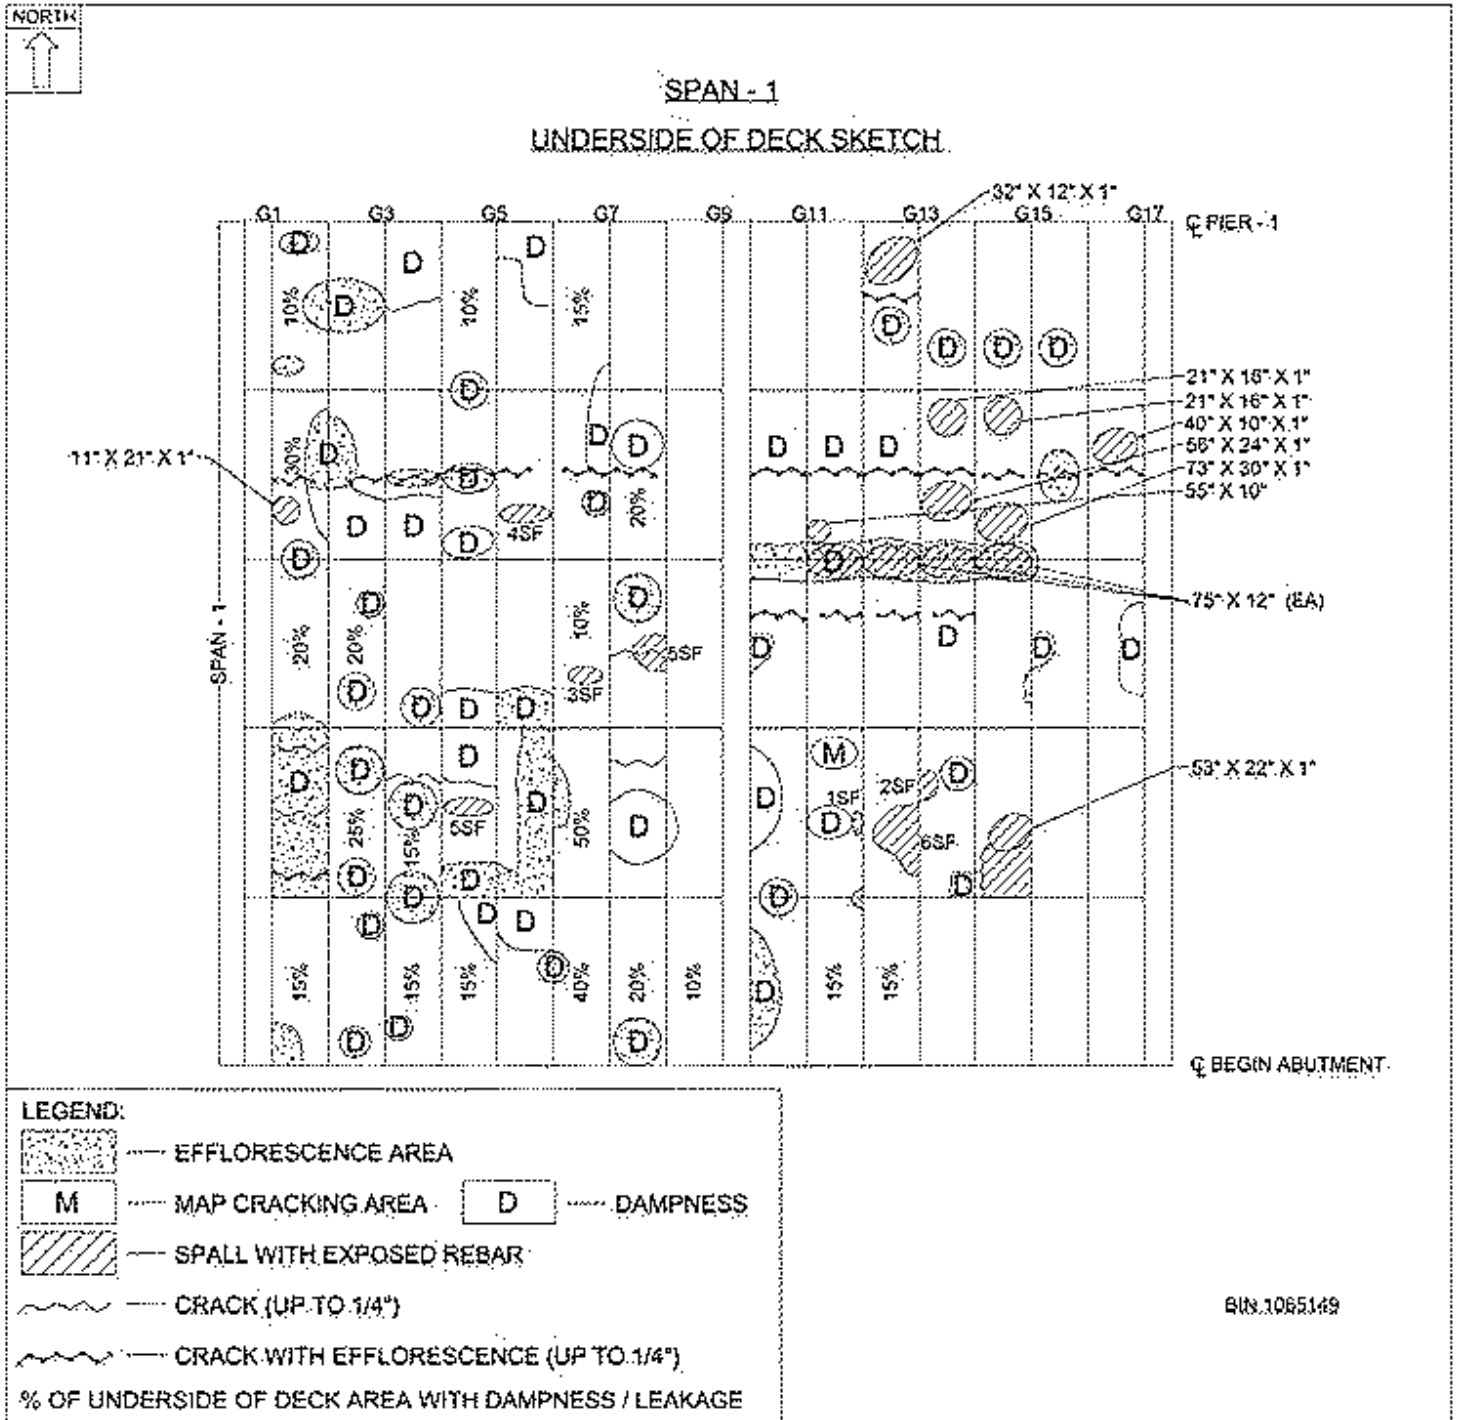 NORTH
SPAN - 1
UNDERSIDE OF DECK SKETCH
32" X 12" X 1"
G1 G3 G5 G7 G9 G11 G13 G15 G17
℄ PIER - 1
D D D D
10% D 10% 15%
D D D D
D
21" X 16" X 1"
21" X 16" X 1"
40" X 10" X 1"
56" X 24" X 1"
73" X 30" X 1"
55" X 10"
11" X 21" X 1"
30% D D D D D D
D D 20%
D D 4SF
D
D D
75" X 12" (EA)
SPAN - 1
D D
20% 20% 10% D D D D
5SF
D 3SF
D D D
D M
53" X 22" X 1"
D D D D D 2SF D
D 5SF 1SF
25% 15% 50% D D 6SF
D D D D
D D D D
D
15% 15% 15% 40% 20% 10% D 15% 15%
D D D
℄ BEGIN ABUTMENT
LEGEND:
EFFLORESCENCE AREA
M MAP CRACKING AREA D DAMPNESS
SPALL WITH EXPOSED REBAR
CRACK (UP TO 1/4")
BIN 1065149
CRACK WITH EFFLORESCENCE (UP TO 1/4")
% OF UNDERSIDE OF DECK AREA WITH DAMPNESS / LEAKAGE